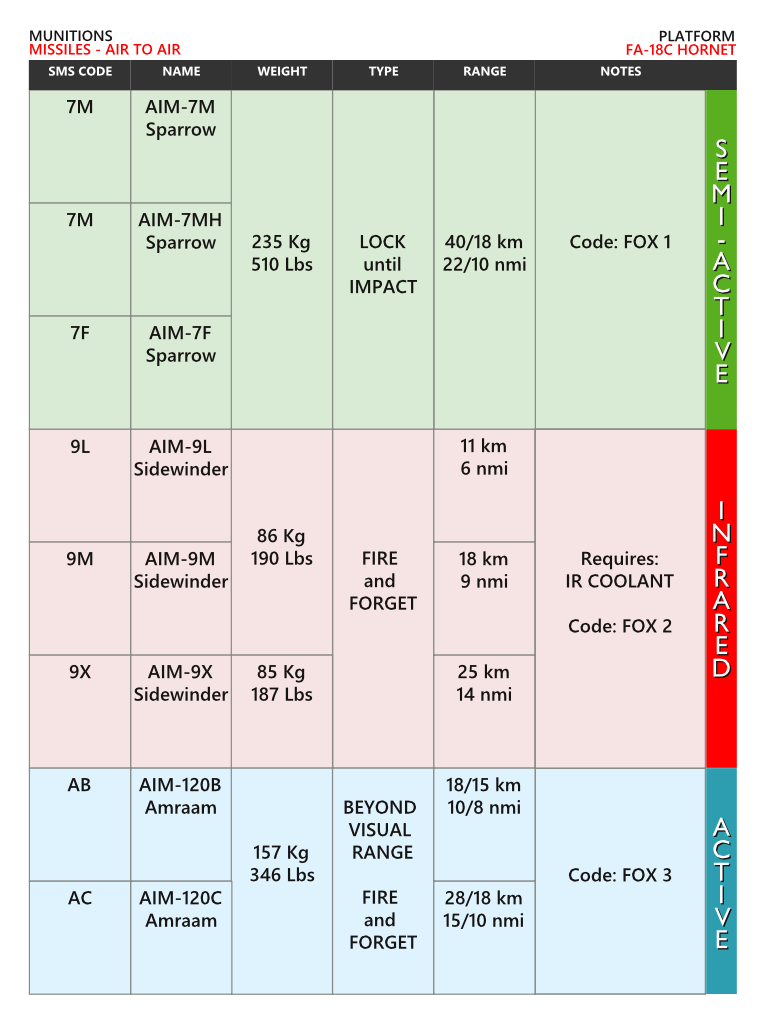 MUNITIONS
MISSILES - AIR TO AIR
PLATFORM
FA-18C HORNET
SMS CODE NAME WEIGHT TYPE RANGE NOTES
7M
AIM-7M
Sparrow
7M
AIM-7MH
Sparrow
7F
AIM-7F
Sparrow
235 Kg
510 Lbs
LOCK
until
IMPACT
40/18 km
22/10 nmi
Code: FOX 1
SEMI-ACTIVE
9L
AIM-9L
Sidewinder
9M
AIM-9M
Sidewinder
86 Kg
190 Lbs
9X
AIM-9X
Sidewinder
85 Kg
187 Lbs
FIRE
and
FORGET
11 km
6 nmi
18 km
9 nmi
25 km
14 nmi
Requires:
IR COOLANT
Code: FOX 2
INFRARED
AB
AIM-120B
Amraam
AC
AIM-120C
Amraam
157 Kg
346 Lbs
BEYOND
VISUAL
RANGE
FIRE
and
FORGET
18/15 km
10/8 nmi
28/18 km
15/10 nmi
Code: FOX 3
ACTIVE